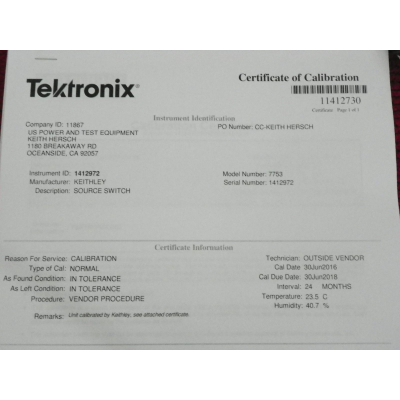 Tektronix®
Certificate of Calibration
11412730
Certificate Page 1 of 1
Instrument Identification
Company ID: 11867
PO Number: CC-KEITH HERSCH
US POWER AND TEST EQUIPMENT
KEITH HERSCH
1180 BREAKAWAY RD
OCEANSIDE, CA 92057
Instrument ID: 1412972
Model Number: 7753
Manufacturer: KEITHLEY
Serial Number: 1412972
Description: SOURCE SWITCH
Certificate Information
Reason For Service: CALIBRATION
Technician: OUTSIDE VENDOR
Type of Cal: NORMAL
Cal Date: 30Jun2016
As Found Condition: IN TOLERANCE
Cal Due Date: 30Jun2018
As Left Condition: IN TOLERANCE
Interval: 24 MONTHS
Procedure: VENDOR PROCEDURE
Temperature: 23.5 C
Humidity: 40.7 %
Remarks: Unit calibrated by Keithley, see attached certificate.